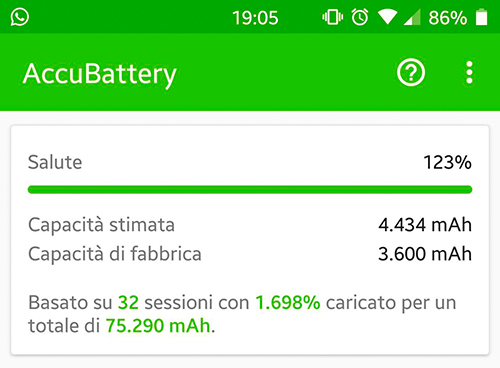 19:05 86%
AccuBattery
Salute 123%
Capacità stimata 4.434 mAh
Capacità di fabbrica 3.600 mAh
Basato su 32 sessioni con 1.698% caricato per un
totale di 75.290 mAh.